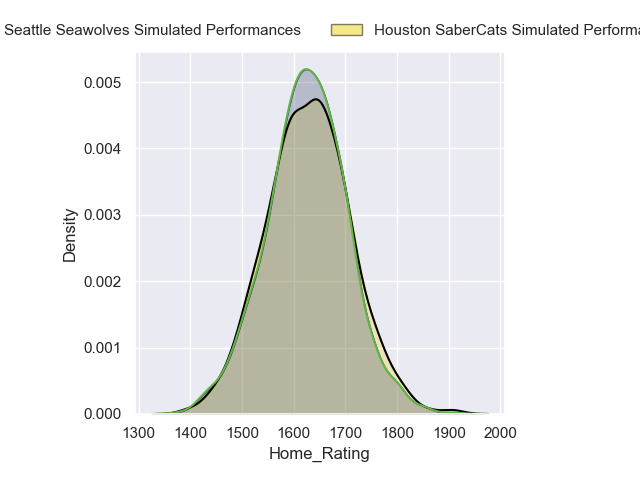 Seattle Seawolves Simulated Performances
Houston SaberCats Simulated
0.005
0.004
0.003
0.002
0.001
0.000
Density
1300 1400 1500 1600 1700 1800 1900 2000
Home_Rating